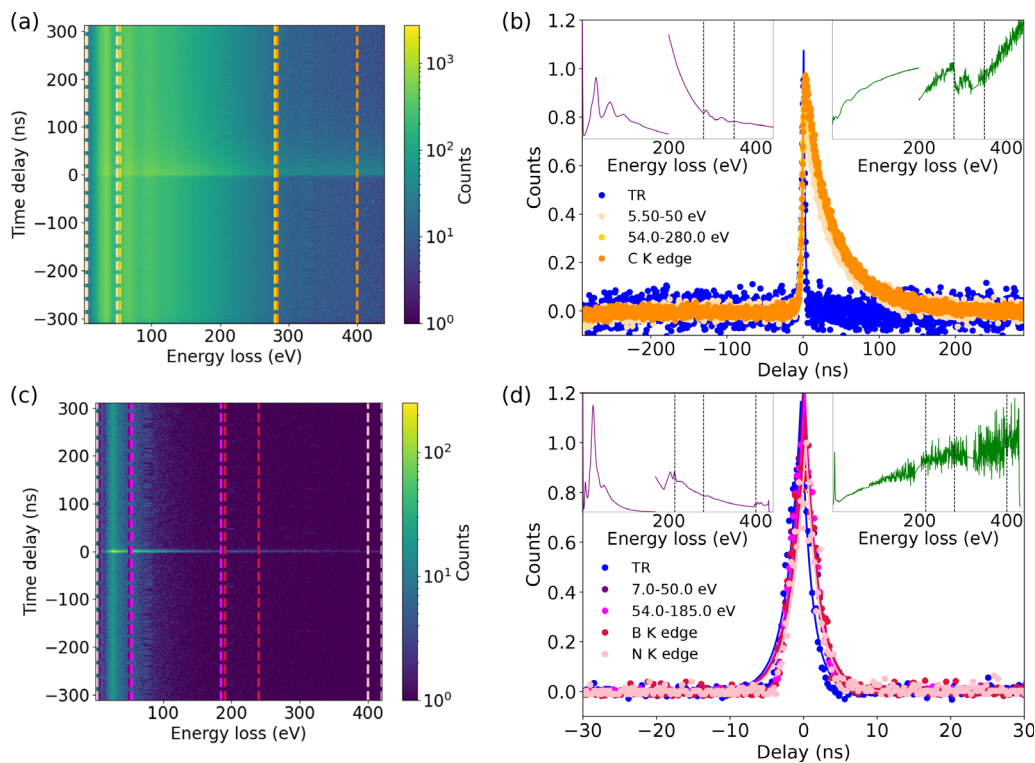 (a)
Time delay (ns)
300
200
100
0
−100
−200
−300
100
200
300
400
Energy loss (eV)
10³
10²
10¹
10⁰
Counts
(b)
Counts
1.2
1.0
0.8
0.6
0.4
0.2
0.0
200 400
Energy loss (eV)
200 400
Energy loss (eV)
TR
5.50-50 eV
54.0-280.0 eV
C K edge
−200
−100
0
100
200
Delay (ns)
(c)
Time delay (ns)
300
200
100
0
−100
−200
−300
100
200
300
400
Energy loss (eV)
10²
10¹
10⁰
Counts
(d)
Counts
1.2
1.0
0.8
0.6
0.4
0.2
0.0
200 400
Energy loss (eV)
200 400
Energy loss (eV)
TR
7.0-50.0 eV
54.0-185.0 eV
B K edge
N K edge
−30
−20
−10
0
10
20
30
Delay (ns)